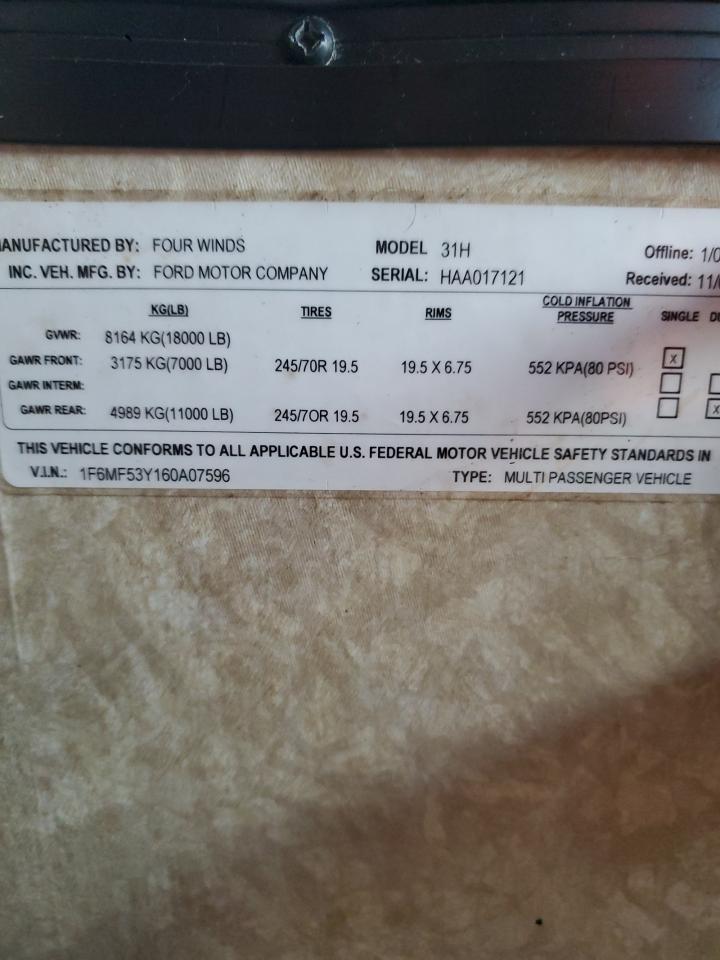 MANUFACTURED BY: FOUR WINDS MODEL 31H Offline: 1/0
INC. VEH. MFG. BY: FORD MOTOR COMPANY SERIAL: HAA017121 Received: 11/
KG(LB) TIRES RIMS COLD INFLATION PRESSURE SINGLE DU
GVWR: 8164 KG(18000 LB)
GAWR FRONT: 3175 KG(7000 LB) 245/70R 19.5 19.5 X 6.75 552 KPA(80 PSI) X
GAWR INTERM:
GAWR REAR: 4989 KG(11000 LB) 245/7OR 19.5 19.5 X 6.75 552 KPA(80PSI) X
THIS VEHICLE CONFORMS TO ALL APPLICABLE U.S. FEDERAL MOTOR VEHICLE SAFETY STANDARDS IN
V.I.N.: 1F6MF53Y160A07596 TYPE: MULTI PASSENGER VEHICLE